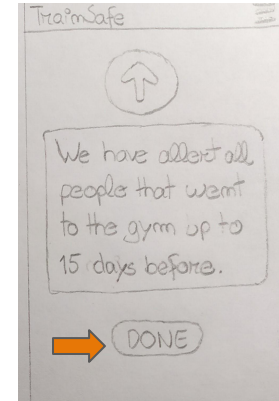 TrainSafe
We have allert all
people that went
to the gym up to
15 days before.
DONE